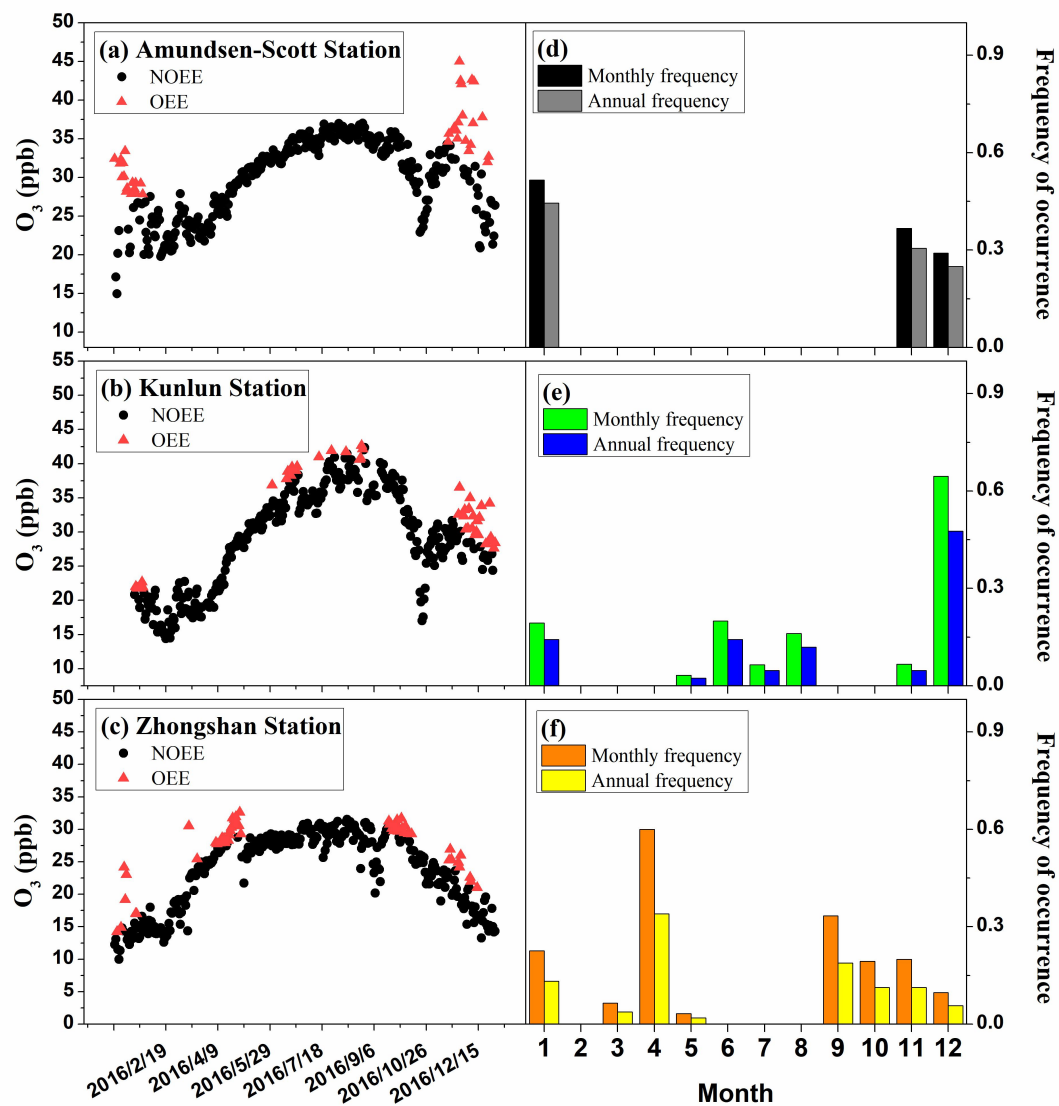 (a) Amundsen-Scott Station
NOEE
OEE
50
45
40
35
30
25
20
15
10
O3 (ppb)
(d)
Monthly frequency
Annual frequency
0.9
0.6
0.3
0.0
Frequency of occurrence
(b) Kunlun Station
NOEE
OEE
55
50
45
40
35
30
25
20
15
10
O3 (ppb)
(e)
Monthly frequency
Annual frequency
0.9
0.6
0.3
0.0
Frequency of occurrence
(c) Zhongshan Station
NOEE
OEE
50
45
40
35
30
25
20
15
10
5
0
O3 (ppb)
2016/2/19
2016/4/9
2016/5/29
2016/7/18
2016/9/6
2016/10/26
2016/12/15
(f)
Monthly frequency
Annual frequency
0.9
0.6
0.3
0.0
Frequency of occurrence
1 2 3 4 5 6 7 8 9 10 11 12
Month